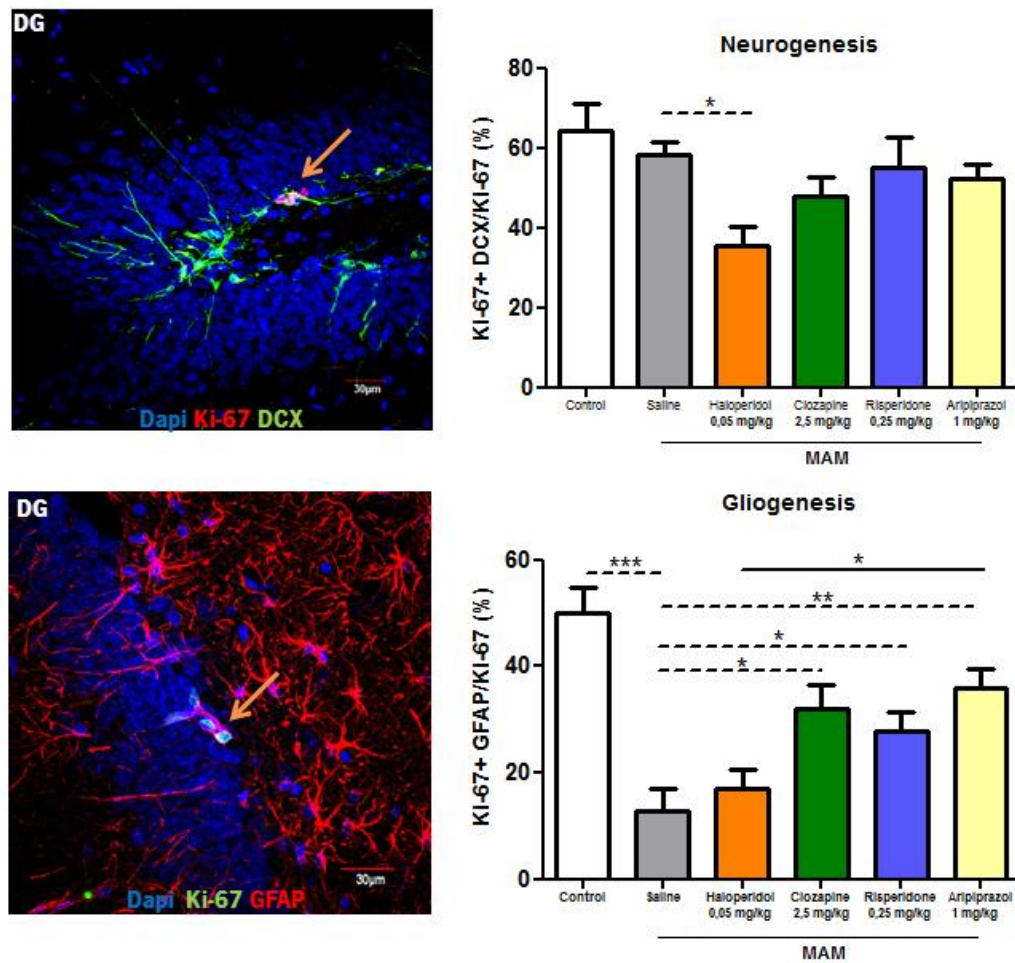 DG
30µm
Dapi Ki-67 DCX
Neurogenesis
KI-67+ DCX/KI-67 (%)
80
60
40
20
0
*
Control Saline Haloperidol Clozapine Risperidone Aripiprazol
0,05 mg/kg 2,5 mg/kg 0,25 mg/kg 1 mg/kg
MAM
DG
30µm
Dapi Ki-67 GFAP
Gliogenesis
KI-67+ GFAP/KI-67 (%)
60
40
20
0
***
*
**
*
*
Control Saline Haloperidol Clozapine Risperidone Aripiprazol
0,05 mg/kg 2,5 mg/kg 0,25 mg/kg 1 mg/kg
MAM